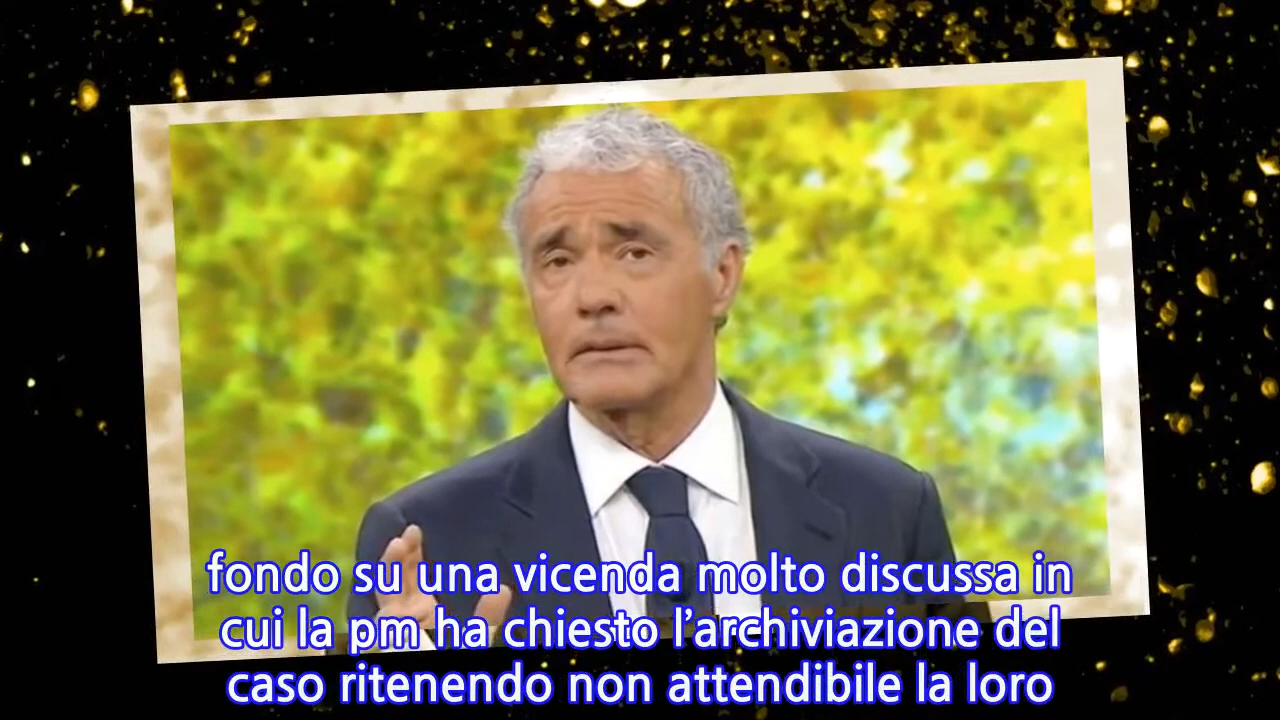 fondo su una vicenda molto discussa in
cui la pm ha chiesto l’archiviazione del
caso ritenendo non attendibile la loro